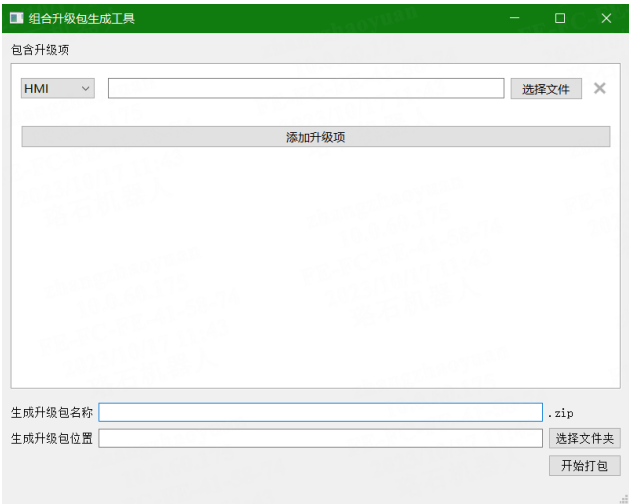 组合升级包生成工具
包含升级项
HMI 选择文件
添加升级项
生成升级包名称 .zip
生成升级包位置 选择文件夹
开始打包